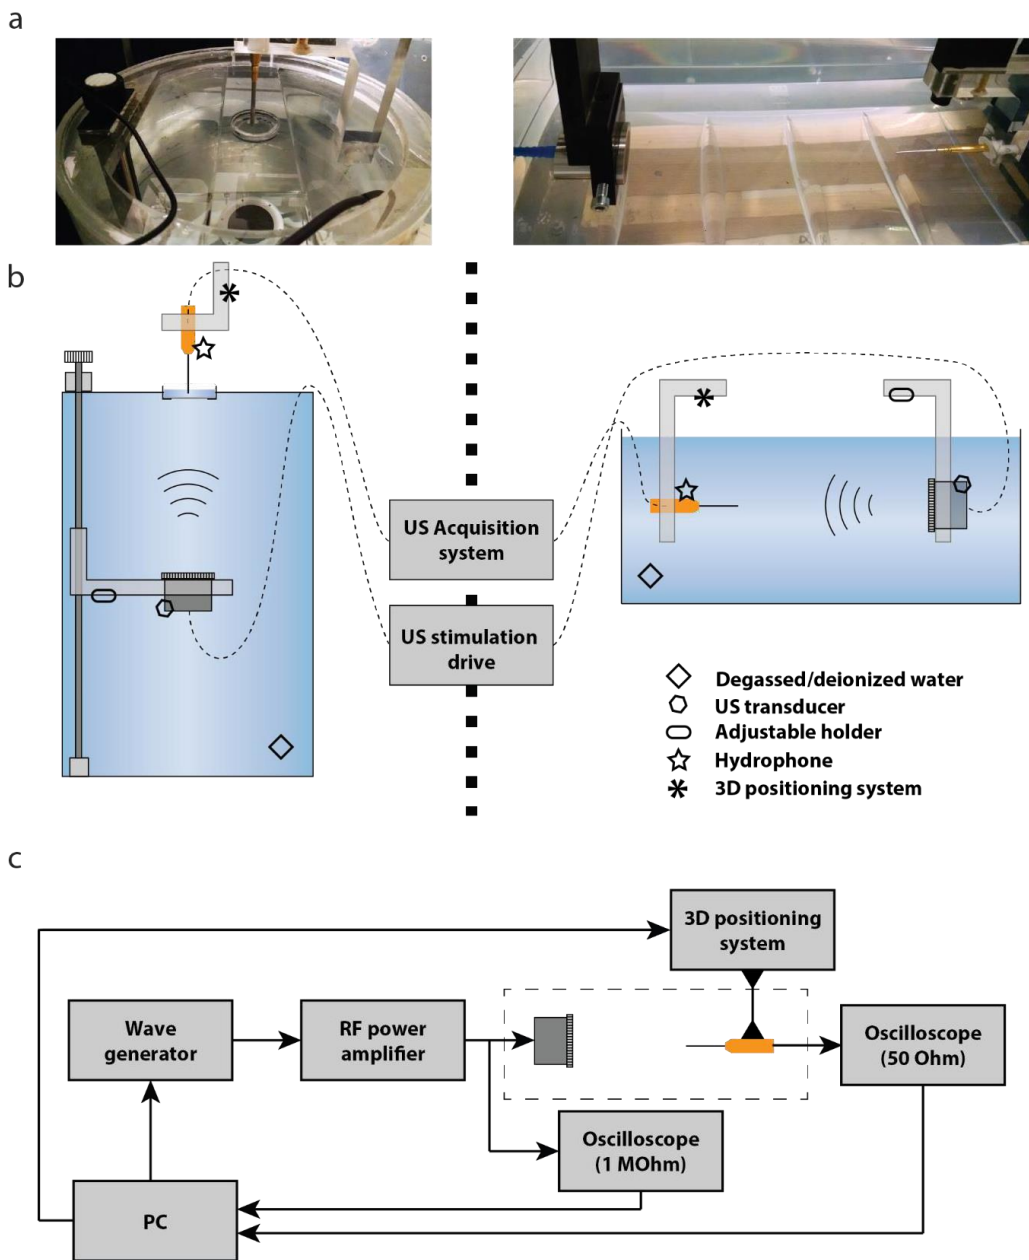 a
b
US Acquisition
system
US stimulation
drive
Degassed/deionized water
US transducer
Adjustable holder
Hydrophone
3D positioning system
c
3D positioning
system
Wave
generator
RF power
amplifier
Oscilloscope
(50 Ohm)
Oscilloscope
(1 MOhm)
PC